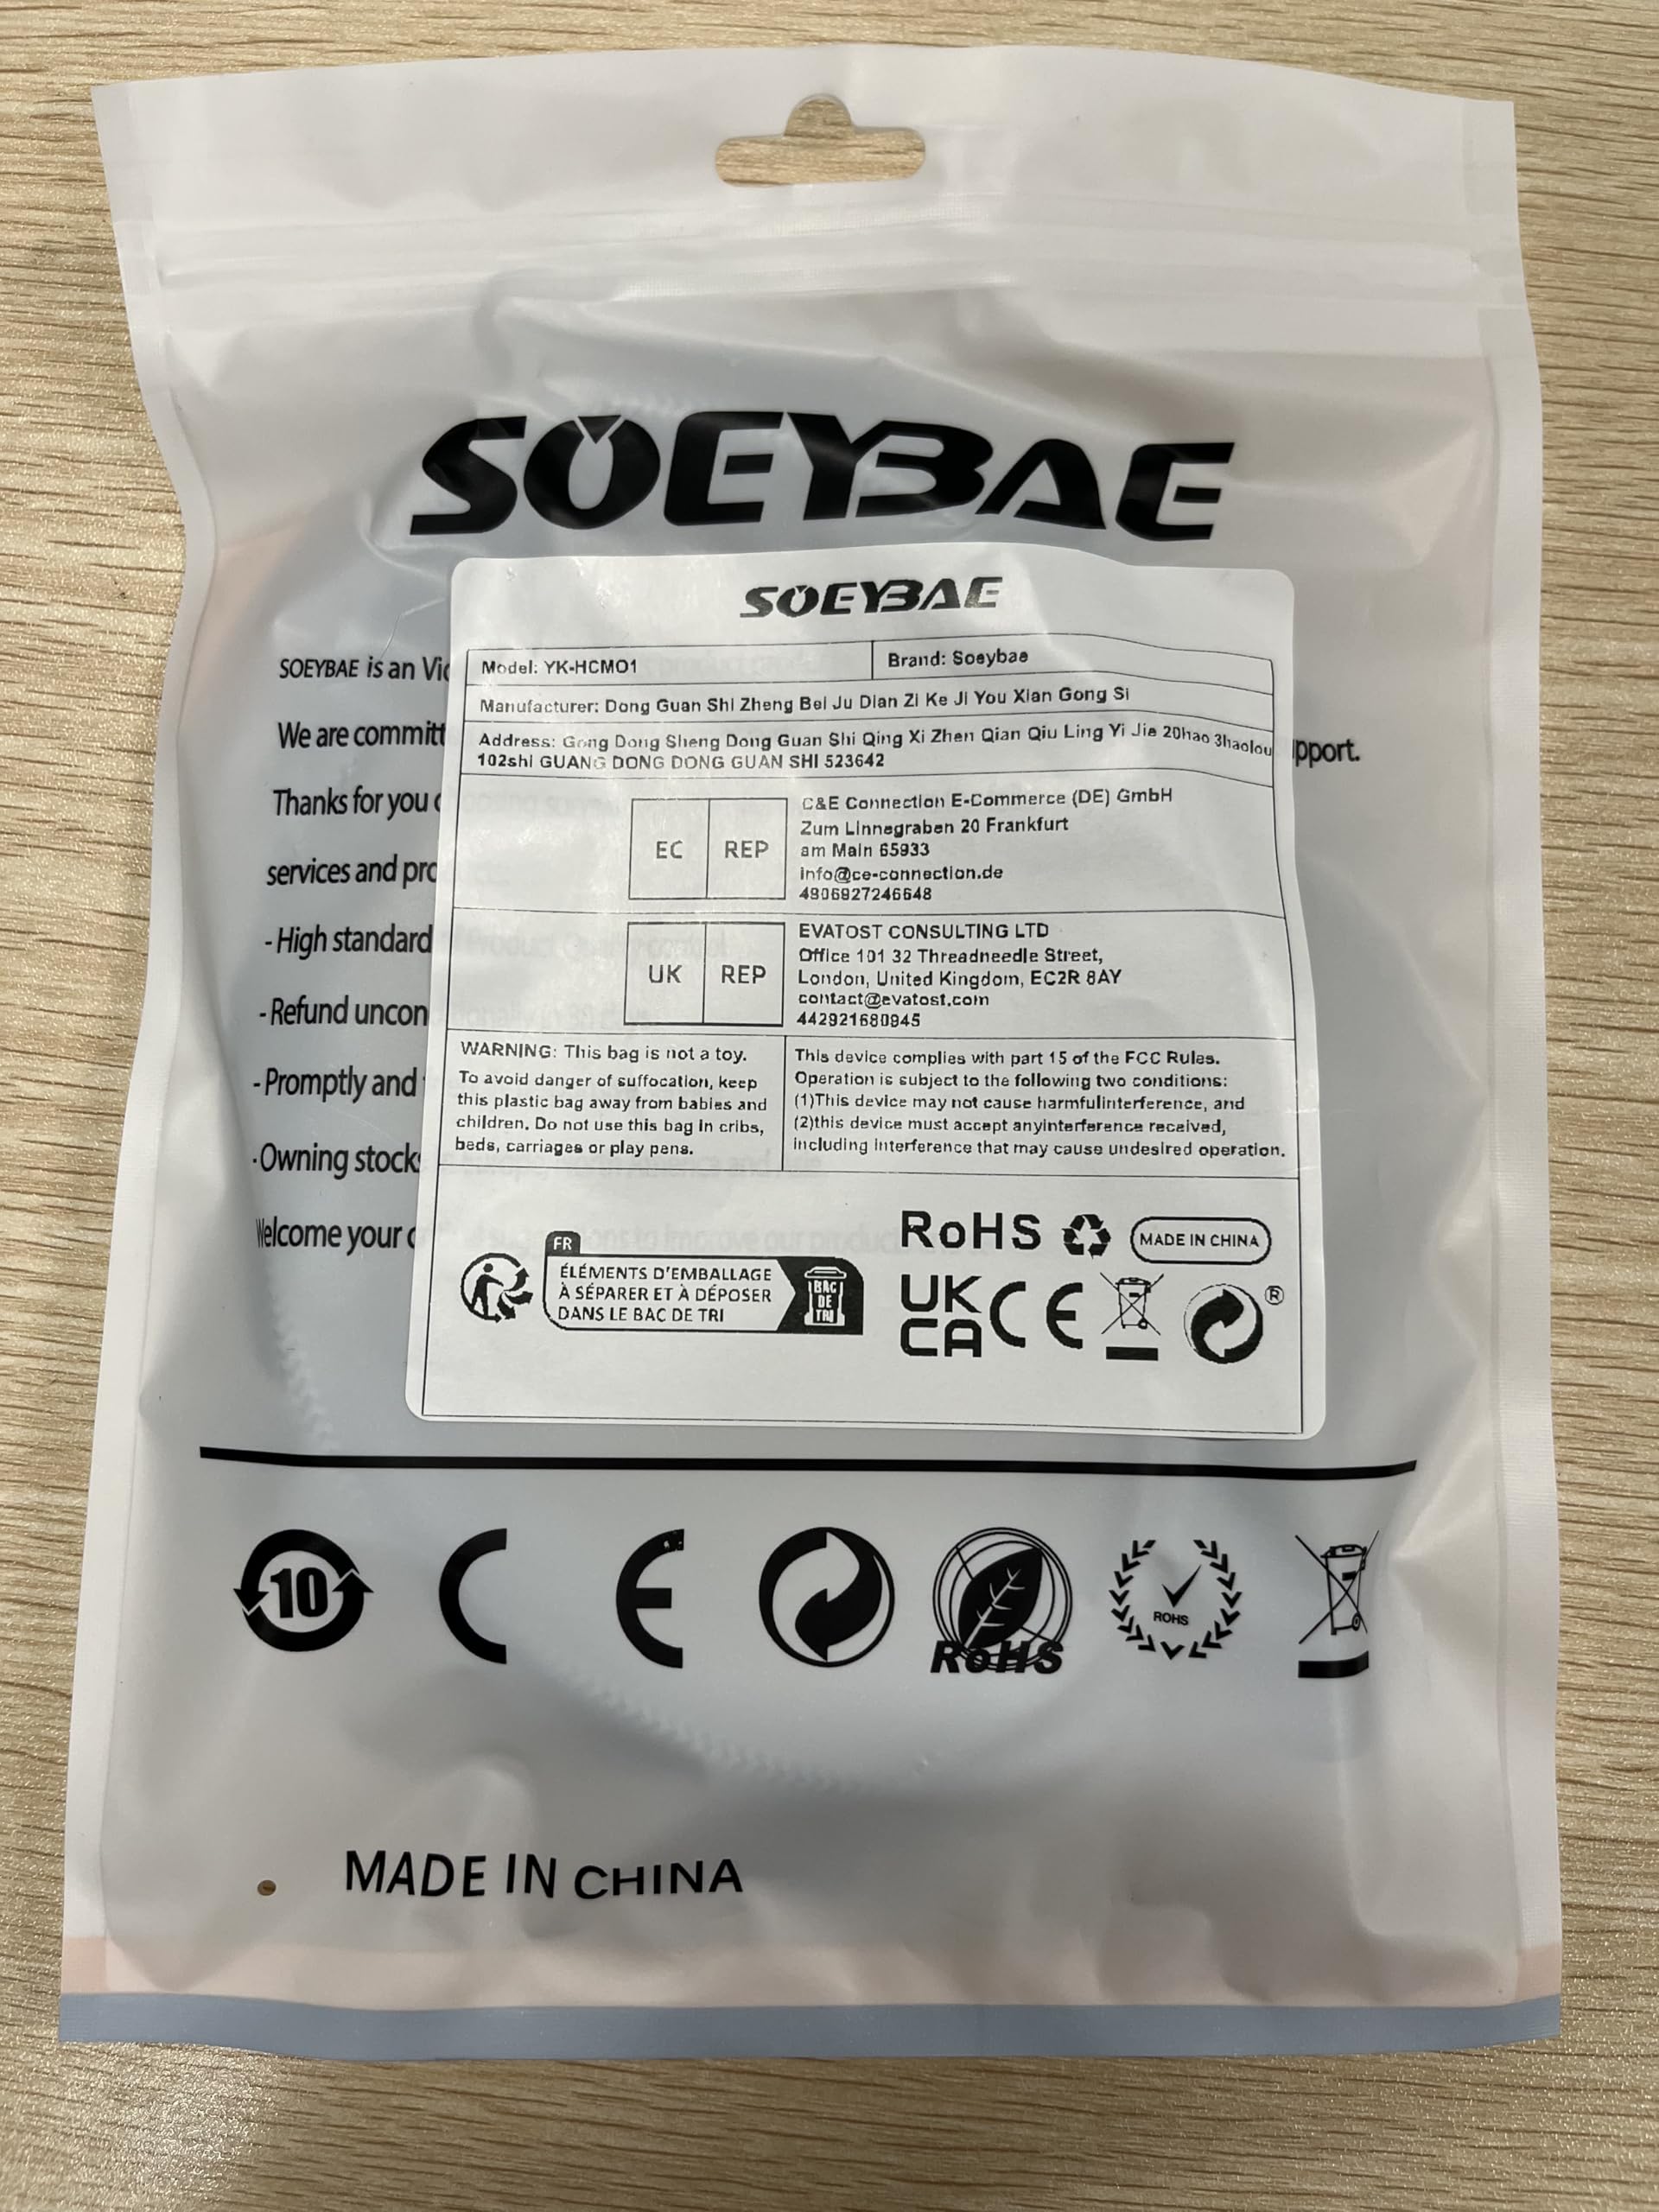 SOEYBAE
SOEYBAE is an Vi
We are committ
pport.
Thanks for you
services and pro
- High standard
- Refund uncon
- Promptly and
·Owning stock
Welcome your
SOEYBAE
Model: YK-HCMO1
Brand: Soeybae
Manufacturer: Dong Guan Shi Zheng Bei Ju Dian Zi Ke Ji You Xian Gong Si
Address: Gong Dong Sheng Dong Guan Shi Qing Xi Zhen Qian Qiu Ling Yi Jie 20hao 3haolou
102shi GUANG DONG DONG GUAN SHI 523642
EC REP
C&E Connection E-Commerce (DE) GmbH
Zum Linnegraben 20 Frankfurt
am Main 65933
info@ce-connection.de
4906927246648
UK REP
EVATOST CONSULTING LTD
Office 101 32 Threadneedle Street,
London, United Kingdom, EC2R 8AY
contact@evatost.com
442921680945
WARNING: This bag is not a toy.
To avoid danger of suffocation, keep
this plastic bag away from babies and
children. Do not use this bag in cribs,
beds, carriages or play pens.
This device complies with part 15 of the FCC Rules.
Operation is subject to the following two conditions:
(1)This device may not cause harmfulinterference, and
(2)this device must accept anyinterference received,
including interference that may cause undesired operation.
FR
ÉLÉMENTS D'EMBALLAGE
À SÉPARER ET À DÉPOSER
DANS LE BAC DE TRI
BAC
DE
TRI
RoHS
MADE IN CHINA
UK
CA
CE
®
10
CE
RoHS
ROHS
MADE IN CHINA